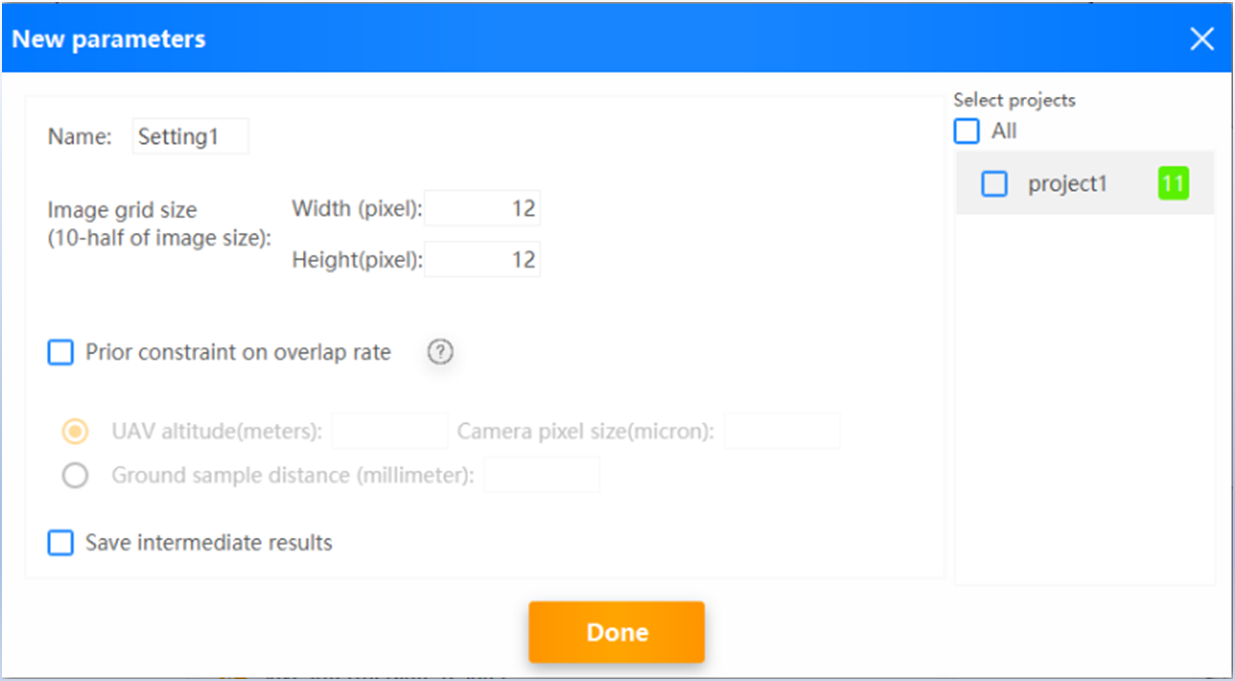 New parameters
Select projects
All
project1 11
Name: Setting1
Image grid size
(10-half of image size):
Width (pixel): 12
Height(pixel): 12
Prior constraint on overlap rate ?
UAV altitude(meters): Camera pixel size(micron):
Ground sample distance (millimeter):
Save intermediate results
Done